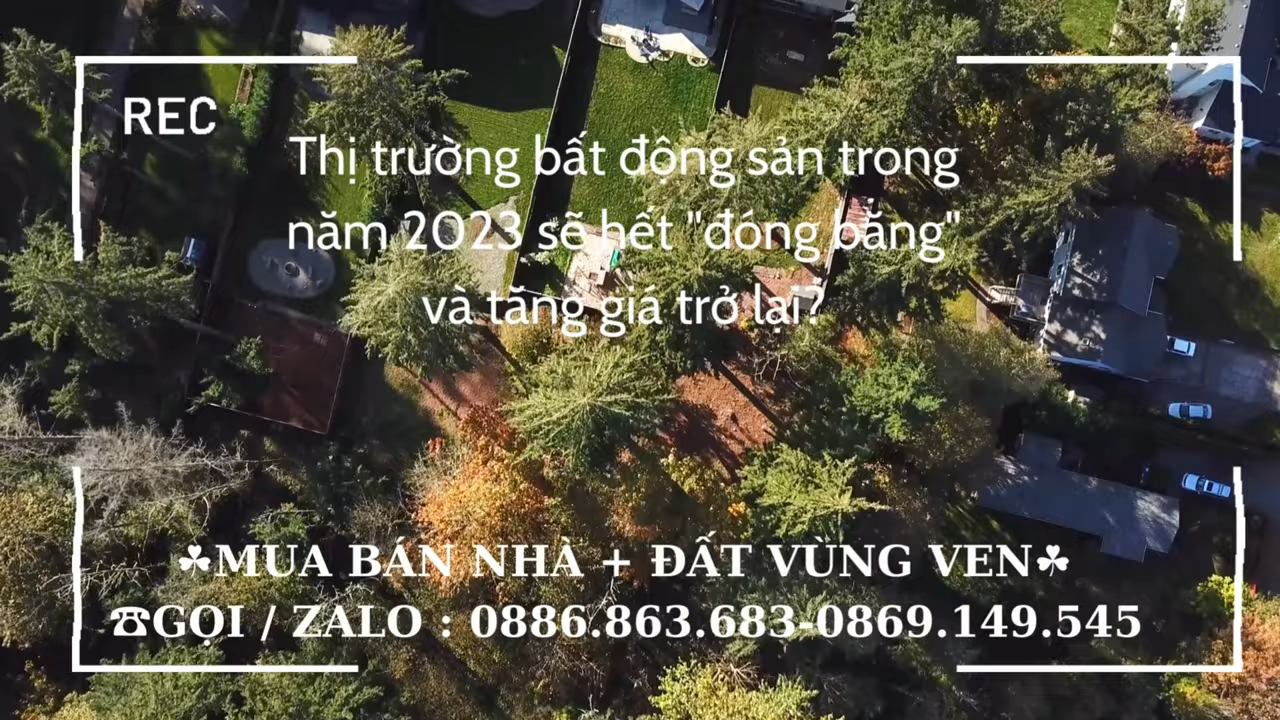 REC
Thị trường bất động sản trong
năm 2023 sẽ hết "đóng băng"
và tăng giá trở lại?
☘MUA BÁN NHÀ + ĐẤT VÙNG VEN☘
☎GỌI / ZALO : 0886.863.683-0869.149.545